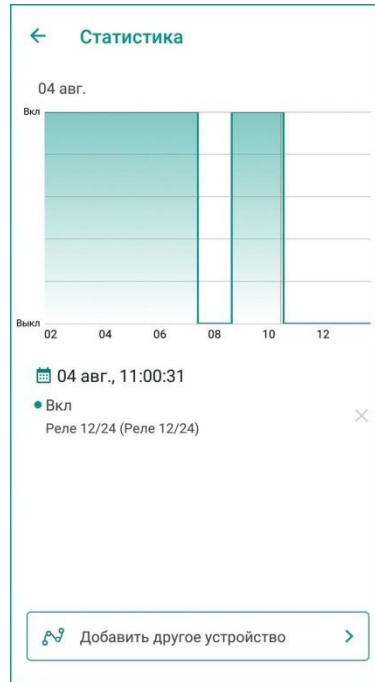 Статистика
04 авг.
Вкл
Выкл
02 04 06 08 10 12
04 авг., 11:00:31
Вкл
Реле 12/24 (Реле 12/24)
Добавить другое устройство